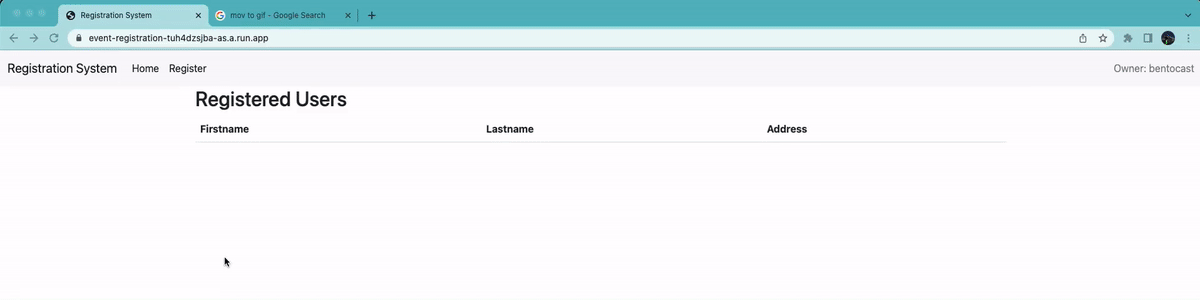 Registration System
mov to gif - Google Search
event-registration-tuh4dzsjba-as.a.run.app
Registration System Home Register Owner: bentocast
Registered Users
Firstname Lastname Address